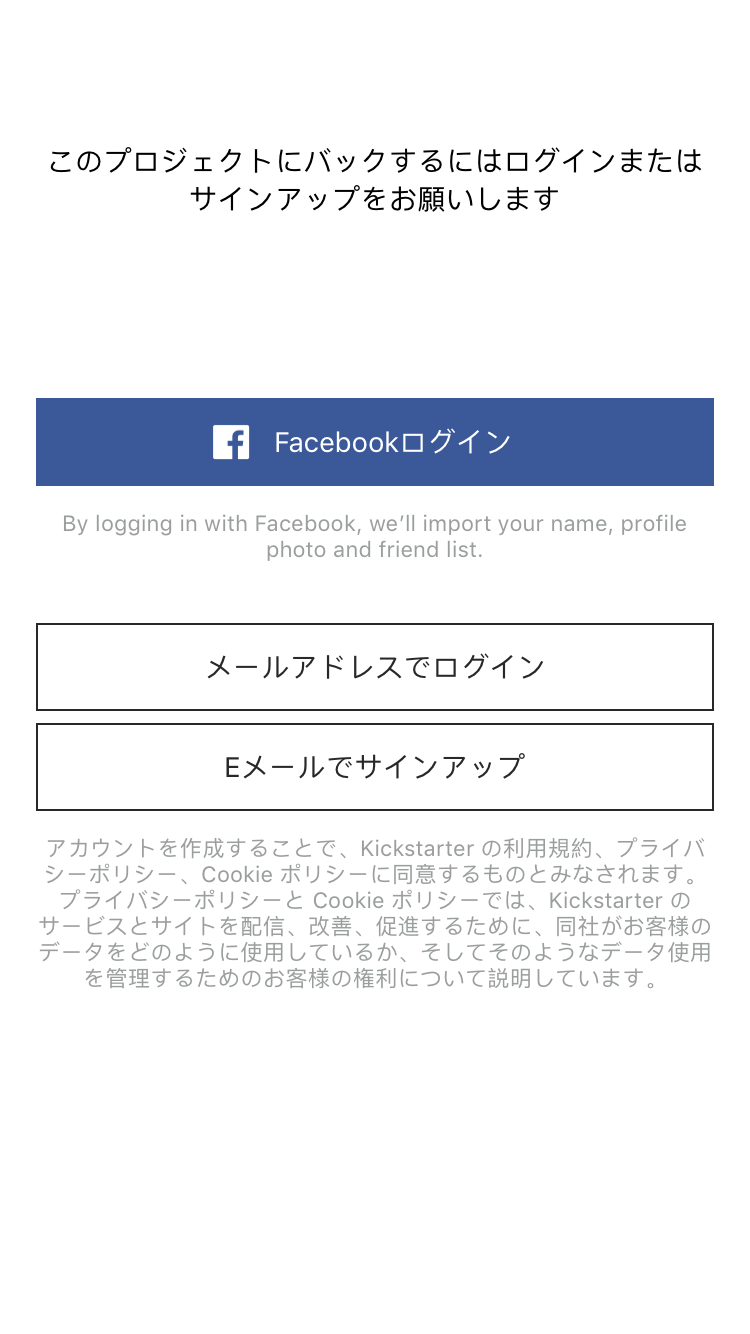 このプロジェクトにバックするにはログインまたは
サインアップをお願いします
Facebookログイン
By logging in with Facebook, we’ll import your name, profile
photo and friend list.
メールアドレスでログイン
Eメールでサインアップ
アカウントを作成することで、Kickstarter の利用規約、プライバ
シーポリシー、Cookie ポリシーに同意するものとみなされます。
プライバシーポリシーと Cookie ポリシーでは、Kickstarter の
サービスとサイトを配信、改善、促進するために、同社がお客様の
データをどのように使用しているか、そしてそのようなデータ使用
を管理するためのお客様の権利について説明しています。